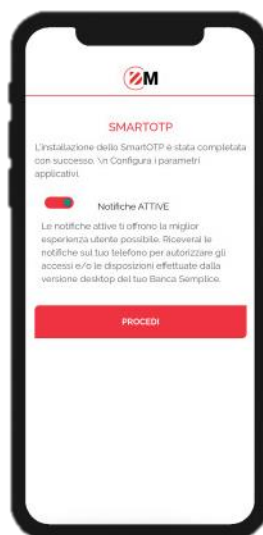 ZM
SMARTOTP
L'installazione dello SmartOTP è stata completata
con successo. \n Configura i parametri
applicativi.
Notifiche ATTIVE
Le notifiche attive ti offrono la miglior
esperienza utente possibile. Riceverai le
notifiche sul tuo telefono per autorizzare gli
accessi e/o le disposizioni effettuate dalla
versione desktop del tuo Banca Semplice.
PROCEDI